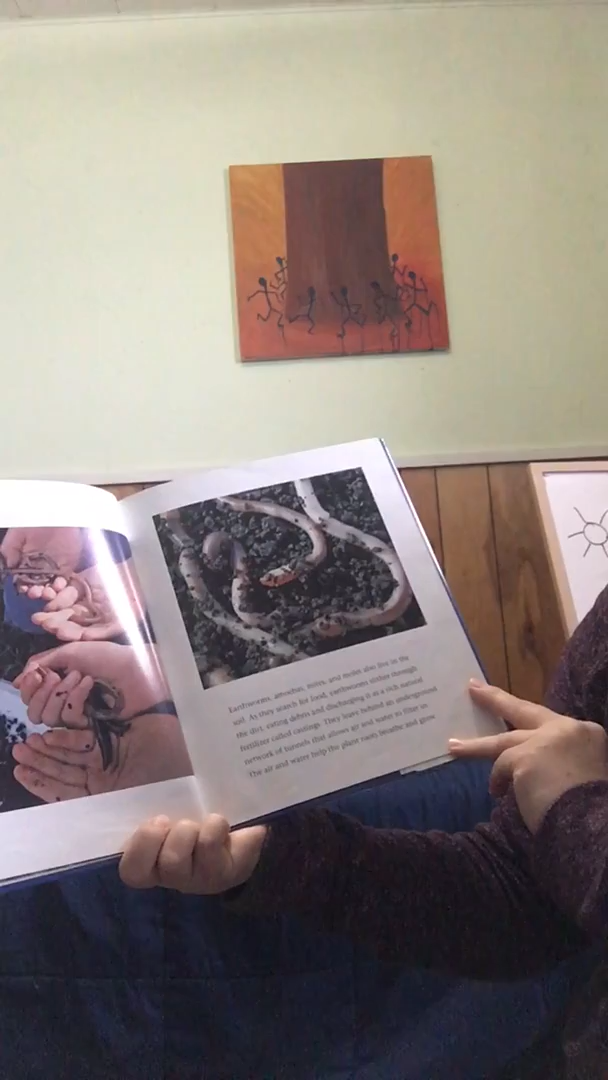 Earthworms, amoebas, mites, and moles also live in the
soil. As they search for food, earthworms slither through
the dirt, eating debris and discharging it as a rich natural
fertilizer called castings. They leave behind an underground
network of tunnels that allows air and water to filter in.
The air and water help the plant roots breathe and grow